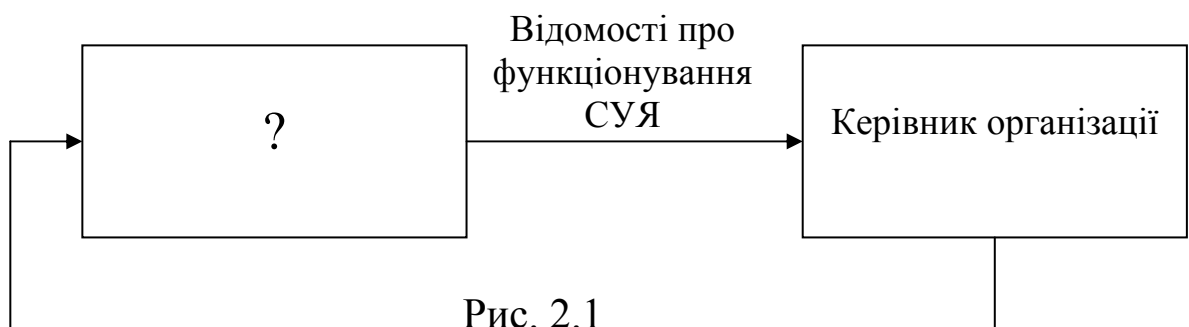 Відомості про
функціонування
СУЯ
?
Керівник організації
Рис. 2.1